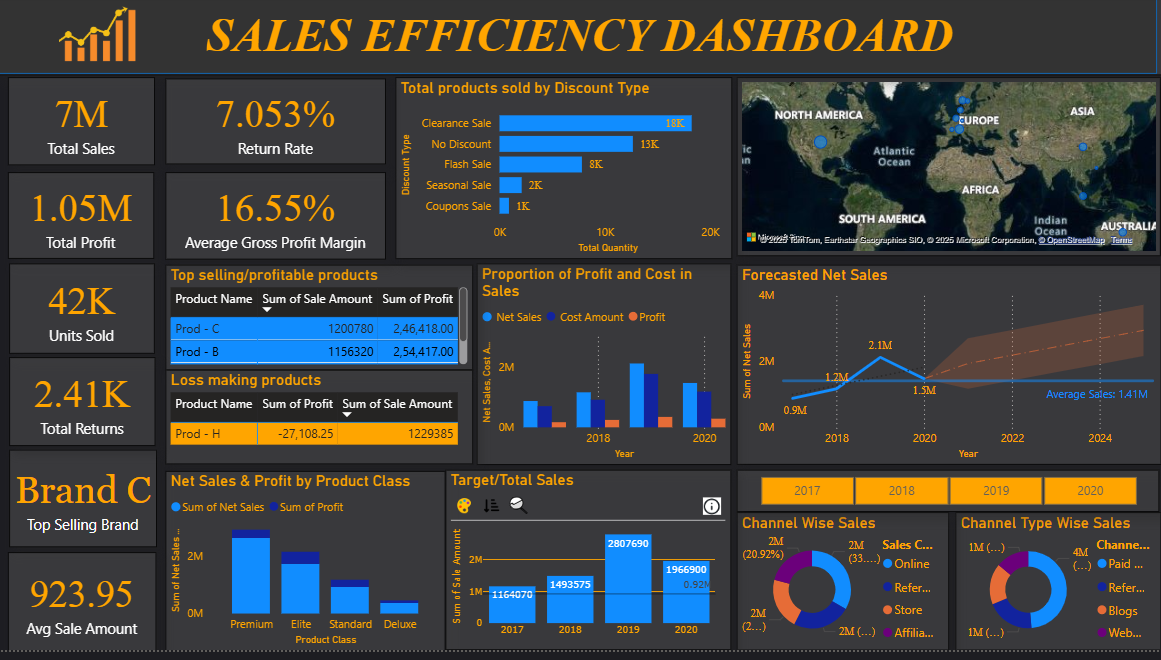 SALES EFFICIENCY DASHBOARD
7M
Total Sales
7.053%
Return Rate
1.05M
Total Profit
16.55%
Average Gross Profit Margin
42K
Units Sold
2.41K
Total Returns
Brand C
Top Selling Brand
923.95
Avg Sale Amount
Total products sold by Discount Type
Discount Type
Clearance Sale 18K
No Discount 13K
Flash Sale 8K
Seasonal Sale 2K
Coupons Sale 1K
0K 10K 20K
Total Quantity
NORTH AMERICA
EUROPE
ASIA
Atlantic
Ocean
AFRICA
SOUTH AMERICA
Indian
Ocean
AUSTRALIA
© 2025 TomTom, Earthstar Geographics SIO, © 2025 Microsoft Corporation, © OpenStreetMap Terms
Top selling/profitable products
Product Name Sum of Sale Amount Sum of Profit
Prod - C 1200780 2,46,418.00
Prod - B 1156320 2,54,417.00
Loss making products
Product Name Sum of Profit Sum of Sale Amount
Prod - H -27,108.25 1229385
Proportion of Profit and Cost in
Sales
Net Sales Cost Amount Profit
Net Sales, Cost A...
2M
0M
2018 2020
Year
Forecasted Net Sales
Sum of Net Sales
4M
2M
0M
0.9M
1.2M
2.1M
1.5M
Average Sales: 1.41M
2018 2020 2022 2024
Year
Net Sales & Profit by Product Class
Sum of Net Sales Sum of Profit
Sum of Net Sales ...
2M
0M
Premium Elite Standard Deluxe
Product Class
Target/Total Sales
Sum of Sale Amount
2M
1M
0
1164070
1493575
2807690
1966900
0.92M
2017 2018 2019 2020
2017 2018 2019 2020
Channel Wise Sales
2M
(20.92%)
2M
(33....)
2M
(2...)
2M (...)
Sales C...
Online
Refer...
Store
Affilia...
Channel Type Wise Sales
1M (...)
4M
(...)
1M (...)
Channe...
Paid ...
Refer...
Blogs
Web...